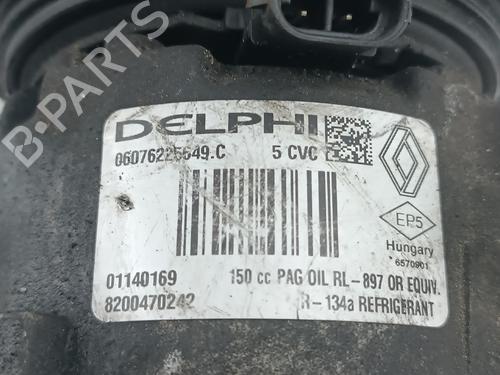 B-PARTS
DELPHI
06076225649.C 5 CVC
EP5
Hungary
6570901
01140169 150 cc PAG OIL RL-897 OR EQUIV.
8200470242 R-134a REFRIGERANT